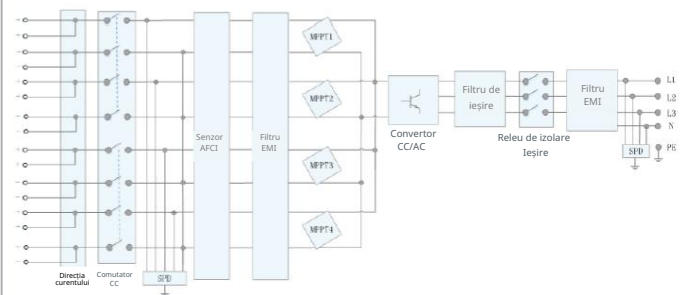 MPPT1
MPPT2
MPPT3
MPPT4
Senzor
AFCI
Filtru
EMI
Convertor
CC/AC
Filtru de
ieșire
Releu de izolare
Ieșire
Filtru
EMI
L1
L2
L3
N
PE
SPD
Direcția
curentului
Comutator
CC
SPD